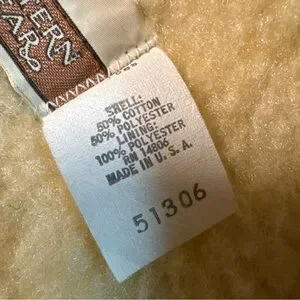 SHELL:
50% COTTON
50% POLYESTER
LINING:
100% POLYESTER
RN 14806
MADE IN U.S.A.
51306